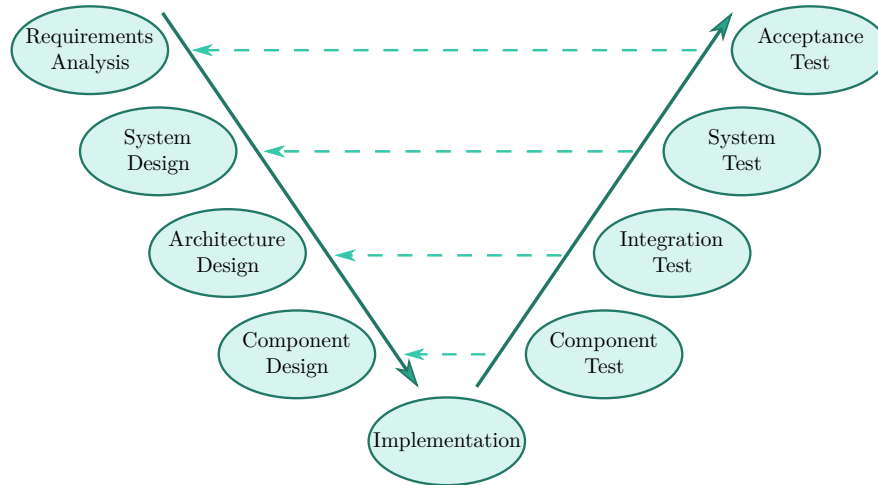 Requirements
Analysis
Acceptance
Test
System
Design
System
Test
Architecture
Design
Integration
Test
Component
Design
Component
Test
Implementation